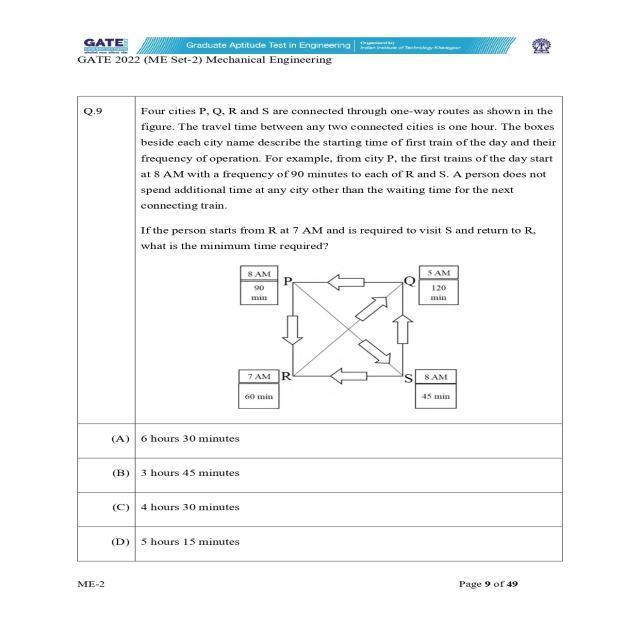 GATE
Graduate Aptitude Test in Engineering
Organized by
Indian Institute of Technology Kharagpur
GATE 2022 (ME Set-2) Mechanical Engineering
Q.9
Four cities P, Q, R and S are connected through one-way routes as shown in the
figure. The travel time between any two connected cities is one hour. The boxes
beside each city name describe the starting time of first train of the day and their
frequency of operation. For example, from city P, the first trains of the day start
at 8 AM with a frequency of 90 minutes to each of R and S. A person does not
spend additional time at any city other than the waiting time for the next
connecting train.
If the person starts from R at 7 AM and is required to visit S and return to R,
what is the minimum time required?
8 AM
90
min
P
Q
5 AM
120
min
7 AM
60 min
R
S
8 AM
45 min
(A) 6 hours 30 minutes
(B) 3 hours 45 minutes
(C) 4 hours 30 minutes
(D) 5 hours 15 minutes
ME-2
Page 9 of 49